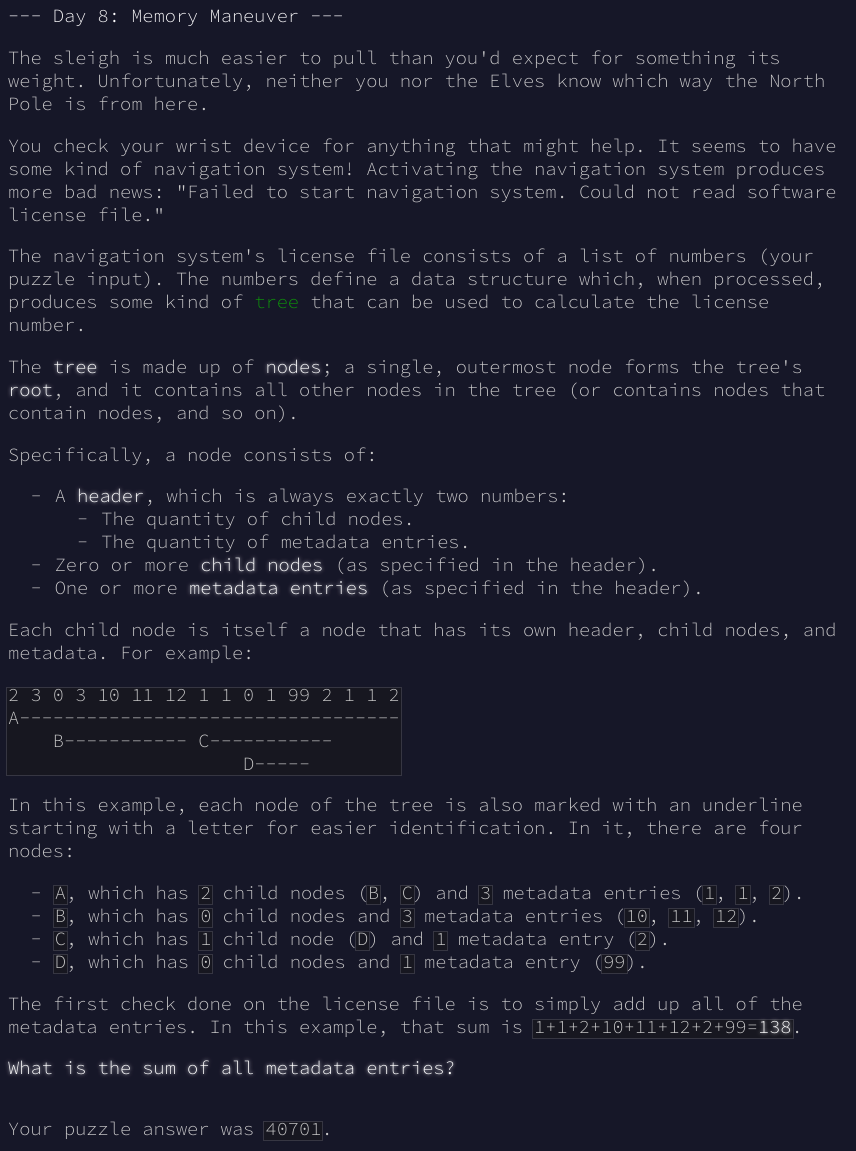 --- Day 8: Memory Maneuver ---
The sleigh is much easier to pull than you'd expect for something its
weight. Unfortunately, neither you nor the Elves know which way the North
Pole is from here.
You check your wrist device for anything that might help. It seems to have
some kind of navigation system! Activating the navigation system produces
more bad news: "Failed to start navigation system. Could not read software
license file."
The navigation system's license file consists of a list of numbers (your
puzzle input). The numbers define a data structure which, when processed,
produces some kind of tree that can be used to calculate the license
number.
The tree is made up of nodes; a single, outermost node forms the tree's
root, and it contains all other nodes in the tree (or contains nodes that
contain nodes, and so on).
Specifically, a node consists of:
- A header, which is always exactly two numbers:
- The quantity of child nodes.
- The quantity of metadata entries.
- Zero or more child nodes (as specified in the header).
- One or more metadata entries (as specified in the header).
Each child node is itself a node that has its own header, child nodes, and
metadata. For example:
2 3 0 3 10 11 12 1 1 0 1 99 2 1 1 2
A----------------------------------
    B----------- C-----------
                     D-----
In this example, each node of the tree is also marked with an underline
starting with a letter for easier identification. In it, there are four
nodes:
- A, which has 2 child nodes (B, C) and 3 metadata entries (1, 1, 2).
- B, which has 0 child nodes and 3 metadata entries (10, 11, 12).
- C, which has 1 child node (D) and 1 metadata entry (2).
- D, which has 0 child nodes and 1 metadata entry (99).
The first check done on the license file is to simply add up all of the
metadata entries. In this example, that sum is 1+1+2+10+11+12+2+99=138.
What is the sum of all metadata entries?
Your puzzle answer was 40701.